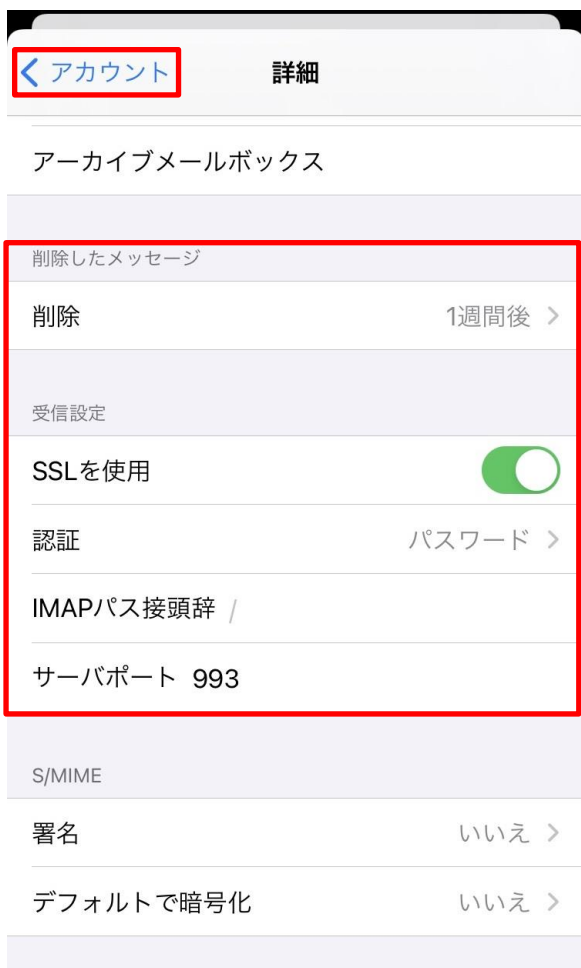 アカウント 詳細
アーカイブメールボックス
削除したメッセージ
削除 1週間後
受信設定
SSLを使用
認証 パスワード
IMAPパス接頭辞 /
サーバポート 993
S/MIME
署名 いいえ
デフォルトで暗号化 いいえ